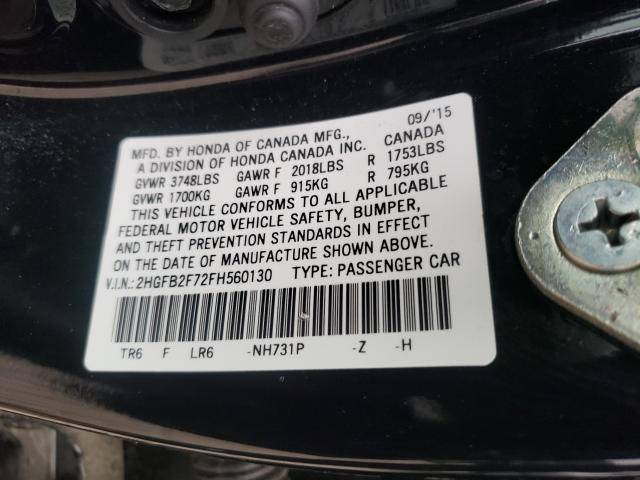 09/'15
MFD. BY HONDA OF CANADA MFG., CANADA
A DIVISION OF HONDA CANADA INC.
GVWR 3748LBS GAWR F 2018LBS R 1753LBS
GVWR 1700KG GAWR F 915KG R 795KG
THIS VEHICLE CONFORMS TO ALL APPLICABLE
FEDERAL MOTOR VEHICLE SAFETY, BUMPER,
AND THEFT PREVENTION STANDARDS IN EFFECT
ON THE DATE OF MANUFACTURE SHOWN ABOVE.
V.I.N.: 2HGFB2F72FH560130 TYPE: PASSENGER CAR
TR6 F LR6 -NH731P -Z -H